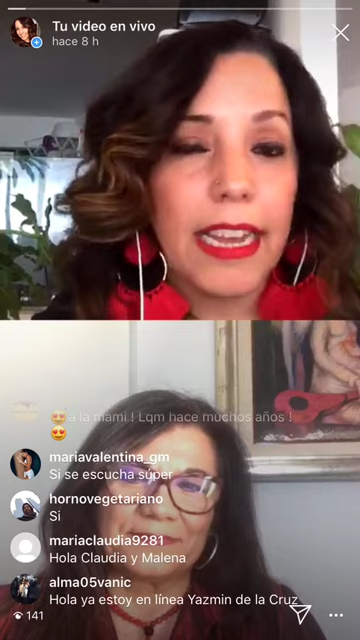 Tu video en vivo
hace 8 h
a la mami ! Lqm hace muchos años !
mariavalentina_gm
Si se escucha súper
hornovegetariano
Si
mariaclaudia9281
Hola Claudia y Malena
alma05vanic
Hola ya estoy en línea Yazmin de la Cruz
141